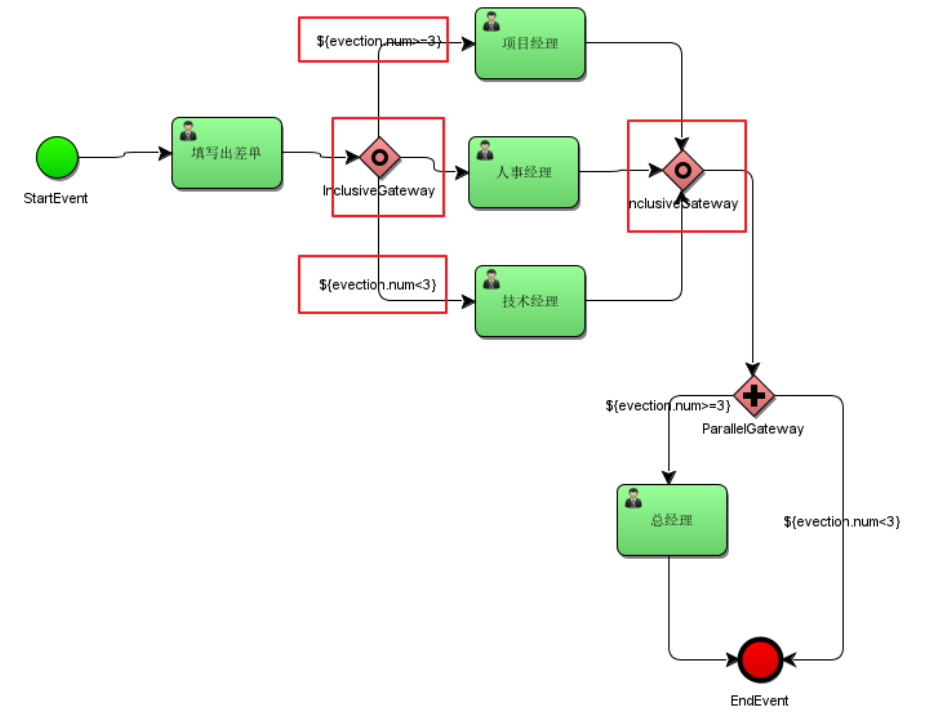 ${evection.num>=3}
项目经理
填写出差单
人事经理
StartEvent
InclusiveGateway
nclusiveGateway
${evection.num<3}
技术经理
${evection.num>=3}
ParallelGateway
总经理
${evection.num<3}
EndEvent